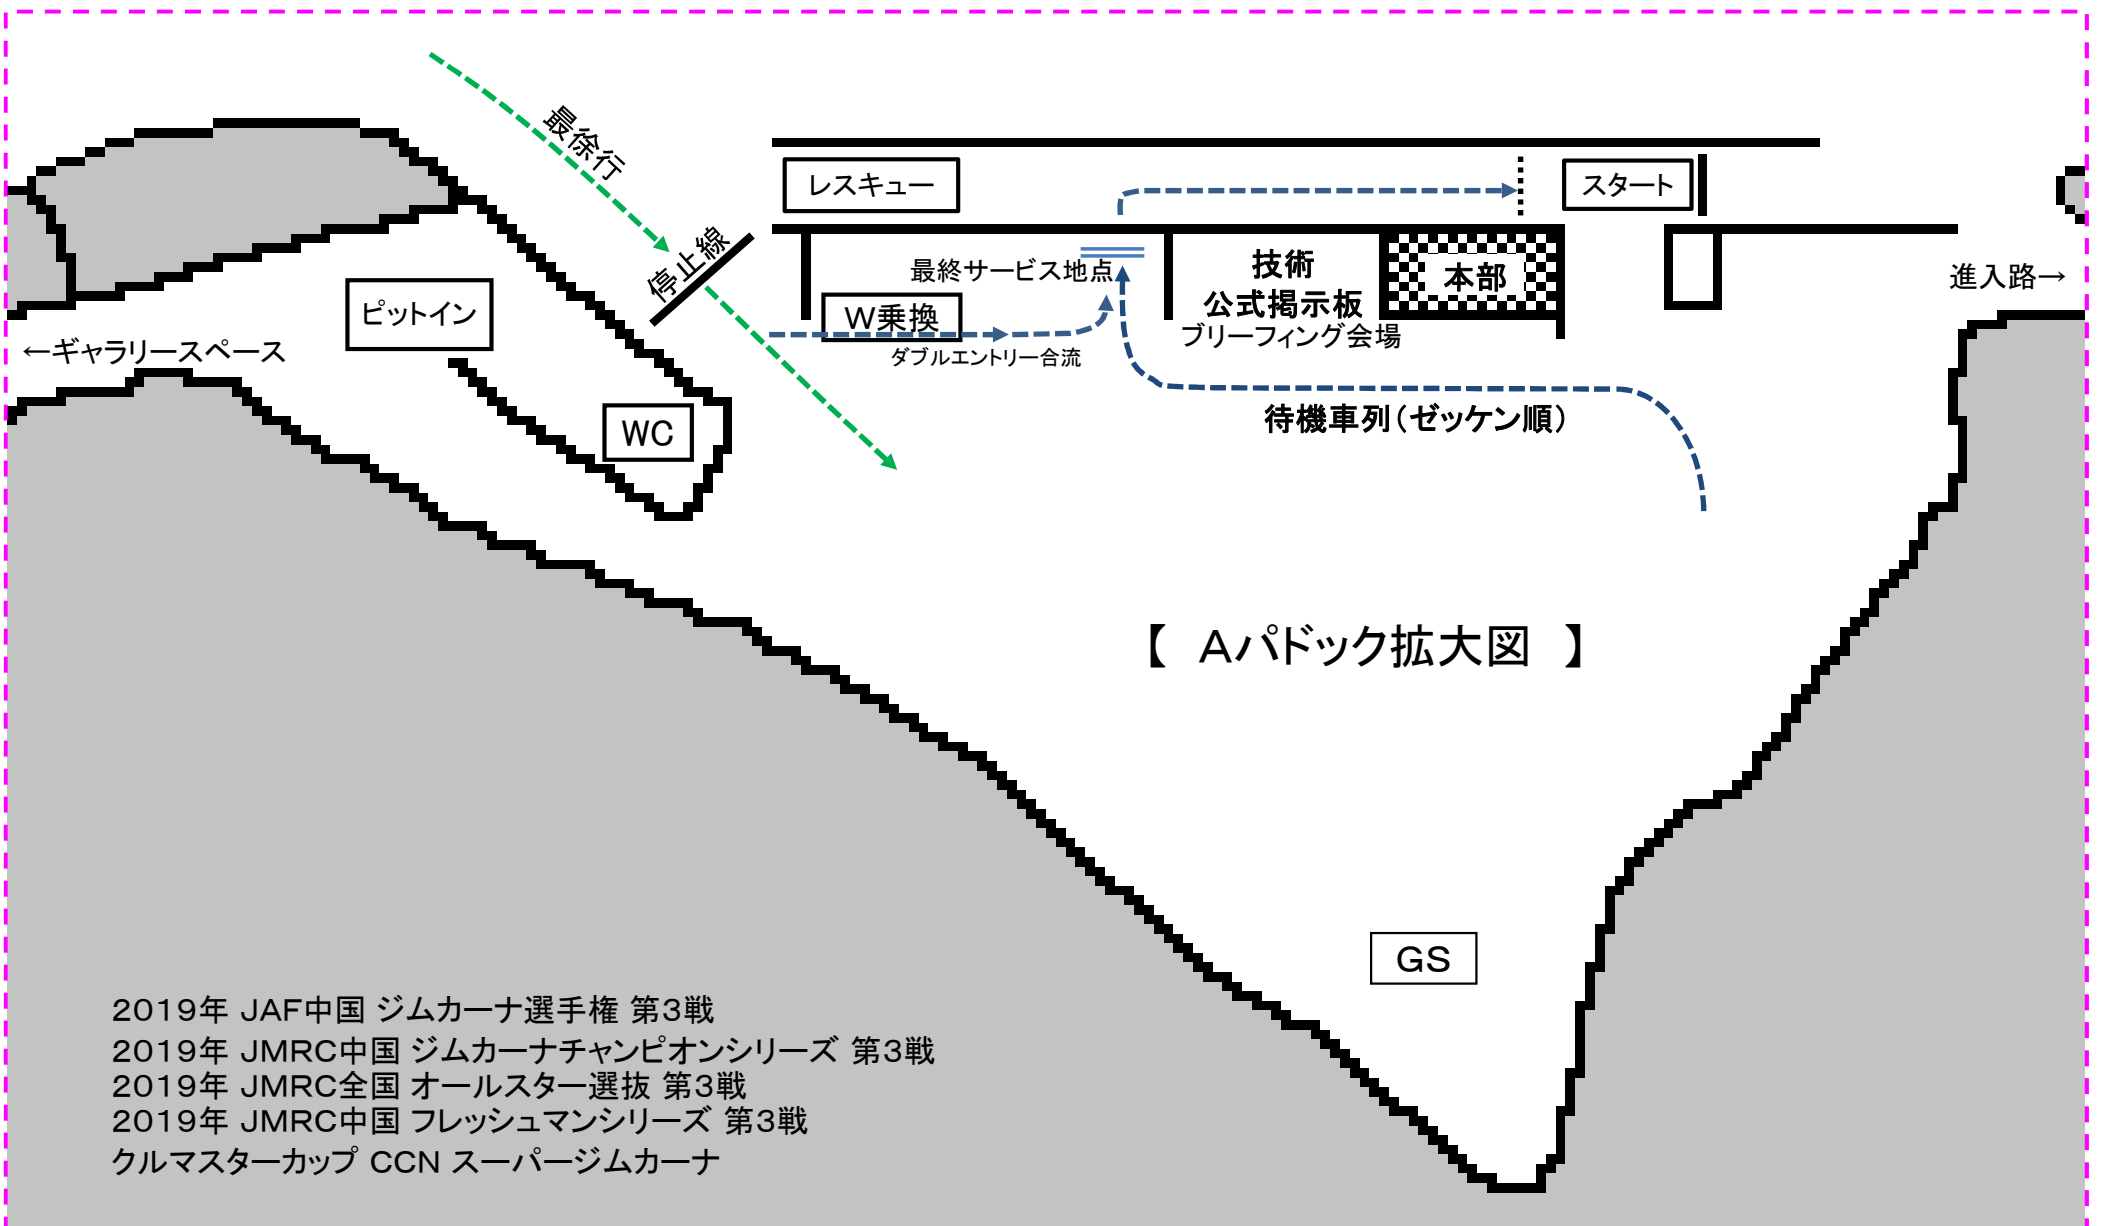 最徐行
レスキュー
スタート
停止線
最終サービス地点
技術
公式掲示板
ブリーフィング会場
本部
進入路→
ピットイン
W乗換
←ギャラリースペース
ダブルエントリー合流
WC
待機車列(ゼッケン順)
【 Aパドック拡大図 】
GS
2019年 JAF中国 ジムカーナ選手権 第3戦
2019年 JMRC中国 ジムカーナチャンピオンシリーズ 第3戦
2019年 JMRC全国 オールスター選抜 第3戦
2019年 JMRC中国 フレッシュマンシリーズ 第3戦
クルマスターカップ CCN スーパージムカーナ